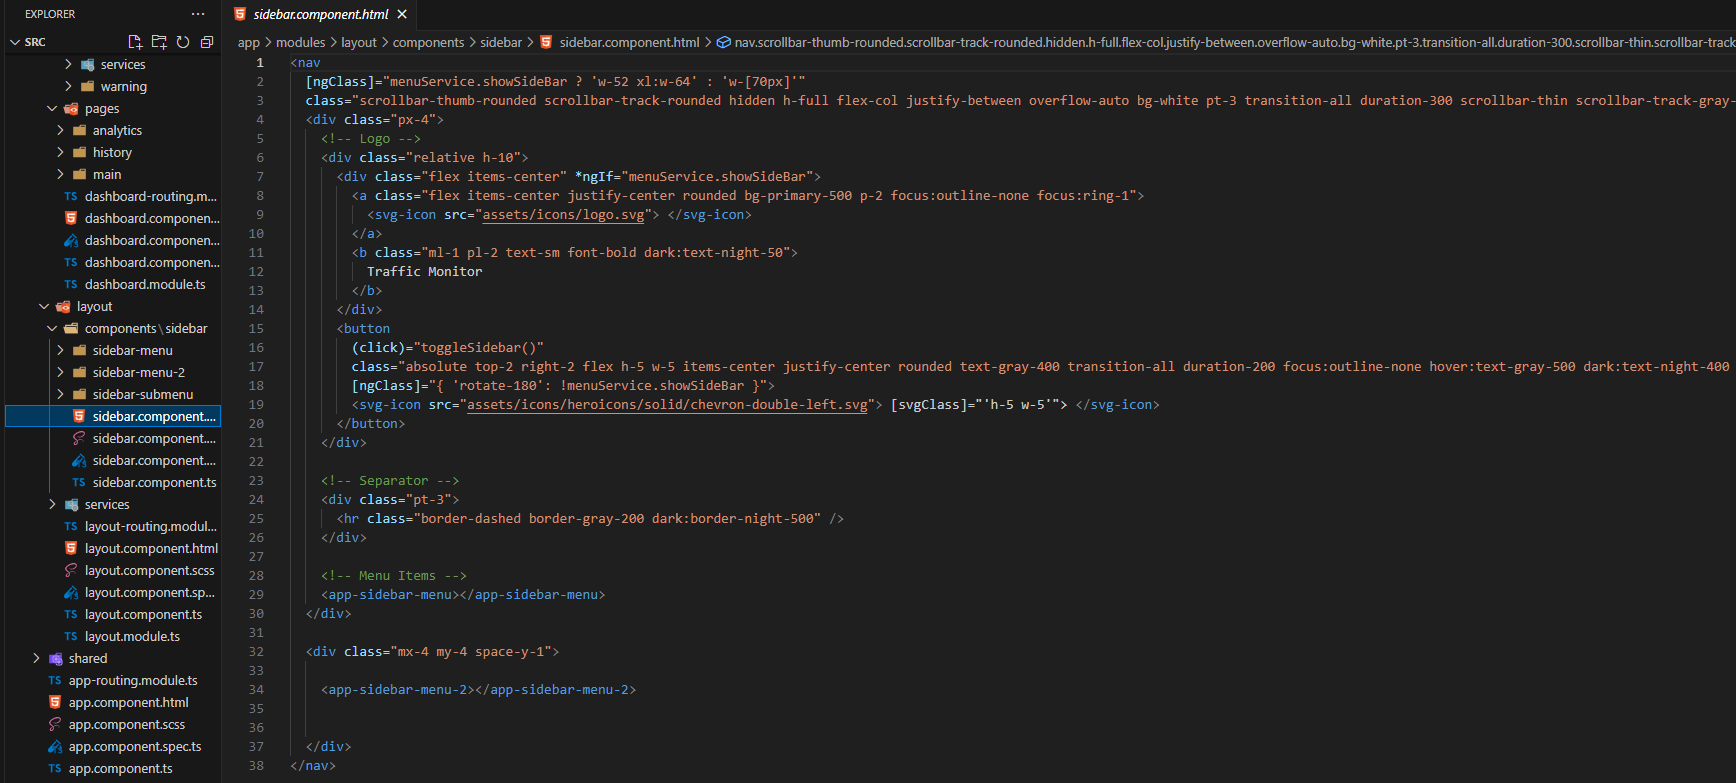 EXPLORER
SRC
services
warning
pages
analytics
history
main
dashboard-routing.m...
dashboard.componen...
dashboard.componen...
dashboard.componen...
dashboard.module.ts
layout
components\sidebar
sidebar-menu
sidebar-menu-2
sidebar-submenu
sidebar.component....
sidebar.component....
sidebar.component....
sidebar.component.ts
services
layout-routing.modul...
layout.component.html
layout.component.scss
layout.component.sp...
layout.component.ts
layout.module.ts
shared
app-routing.module.ts
app.component.html
app.component.scss
app.component.spec.ts
app.component.ts
sidebar.component.html
app > modules > layout > components > sidebar > sidebar.component.html > nav.scrollbar-thumb-rounded.scrollbar-track-rounded.hidden.h-full.flex-col.justify-between.overflow-auto.bg-white.pt-3.transition-all.duration-300.scrollbar-thin.scrollbar-track
1 <nav
2 [ngClass]="menuService.showSideBar ? 'w-52 xl:w-64' : 'w-[70px]'"
3 class="scrollbar-thumb-rounded scrollbar-track-rounded hidden h-full flex-col justify-between overflow-auto bg-white pt-3 transition-all duration-300 scrollbar-thin scrollbar-track-gray-
4 <div class="px-4">
5 <!-- Logo -->
6 <div class="relative h-10">
7 <div class="flex items-center" *ngIf="menuService.showSideBar">
8 <a class="flex items-center justify-center rounded bg-primary-500 p-2 focus:outline-none focus:ring-1">
9 <svg-icon src="assets/icons/logo.svg"> </svg-icon>
10 </a>
11 <b class="ml-1 pl-2 text-sm font-bold dark:text-night-50">
12 Traffic Monitor
13 </b>
14 </div>
15 <button
16 (click)="toggleSidebar()"
17 class="absolute top-2 right-2 flex h-5 w-5 items-center justify-center rounded text-gray-400 transition-all duration-200 focus:outline-none hover:text-gray-500 dark:text-night-400
18 [ngClass]="{ 'rotate-180': !menuService.showSideBar }">
19 <svg-icon src="assets/icons/heroicons/solid/chevron-double-left.svg"> [svgClass]="'h-5 w-5'"> </svg-icon>
20 </button>
21 </div>
22
23 <!-- Separator -->
24 <div class="pt-3">
25 <hr class="border-dashed border-gray-200 dark:border-night-500" />
26 </div>
27
28 <!-- Menu Items -->
29 <app-sidebar-menu></app-sidebar-menu>
30 </div>
31
32 <div class="mx-4 my-4 space-y-1">
33
34 <app-sidebar-menu-2></app-sidebar-menu-2>
35
36
37 </div>
38 </nav>